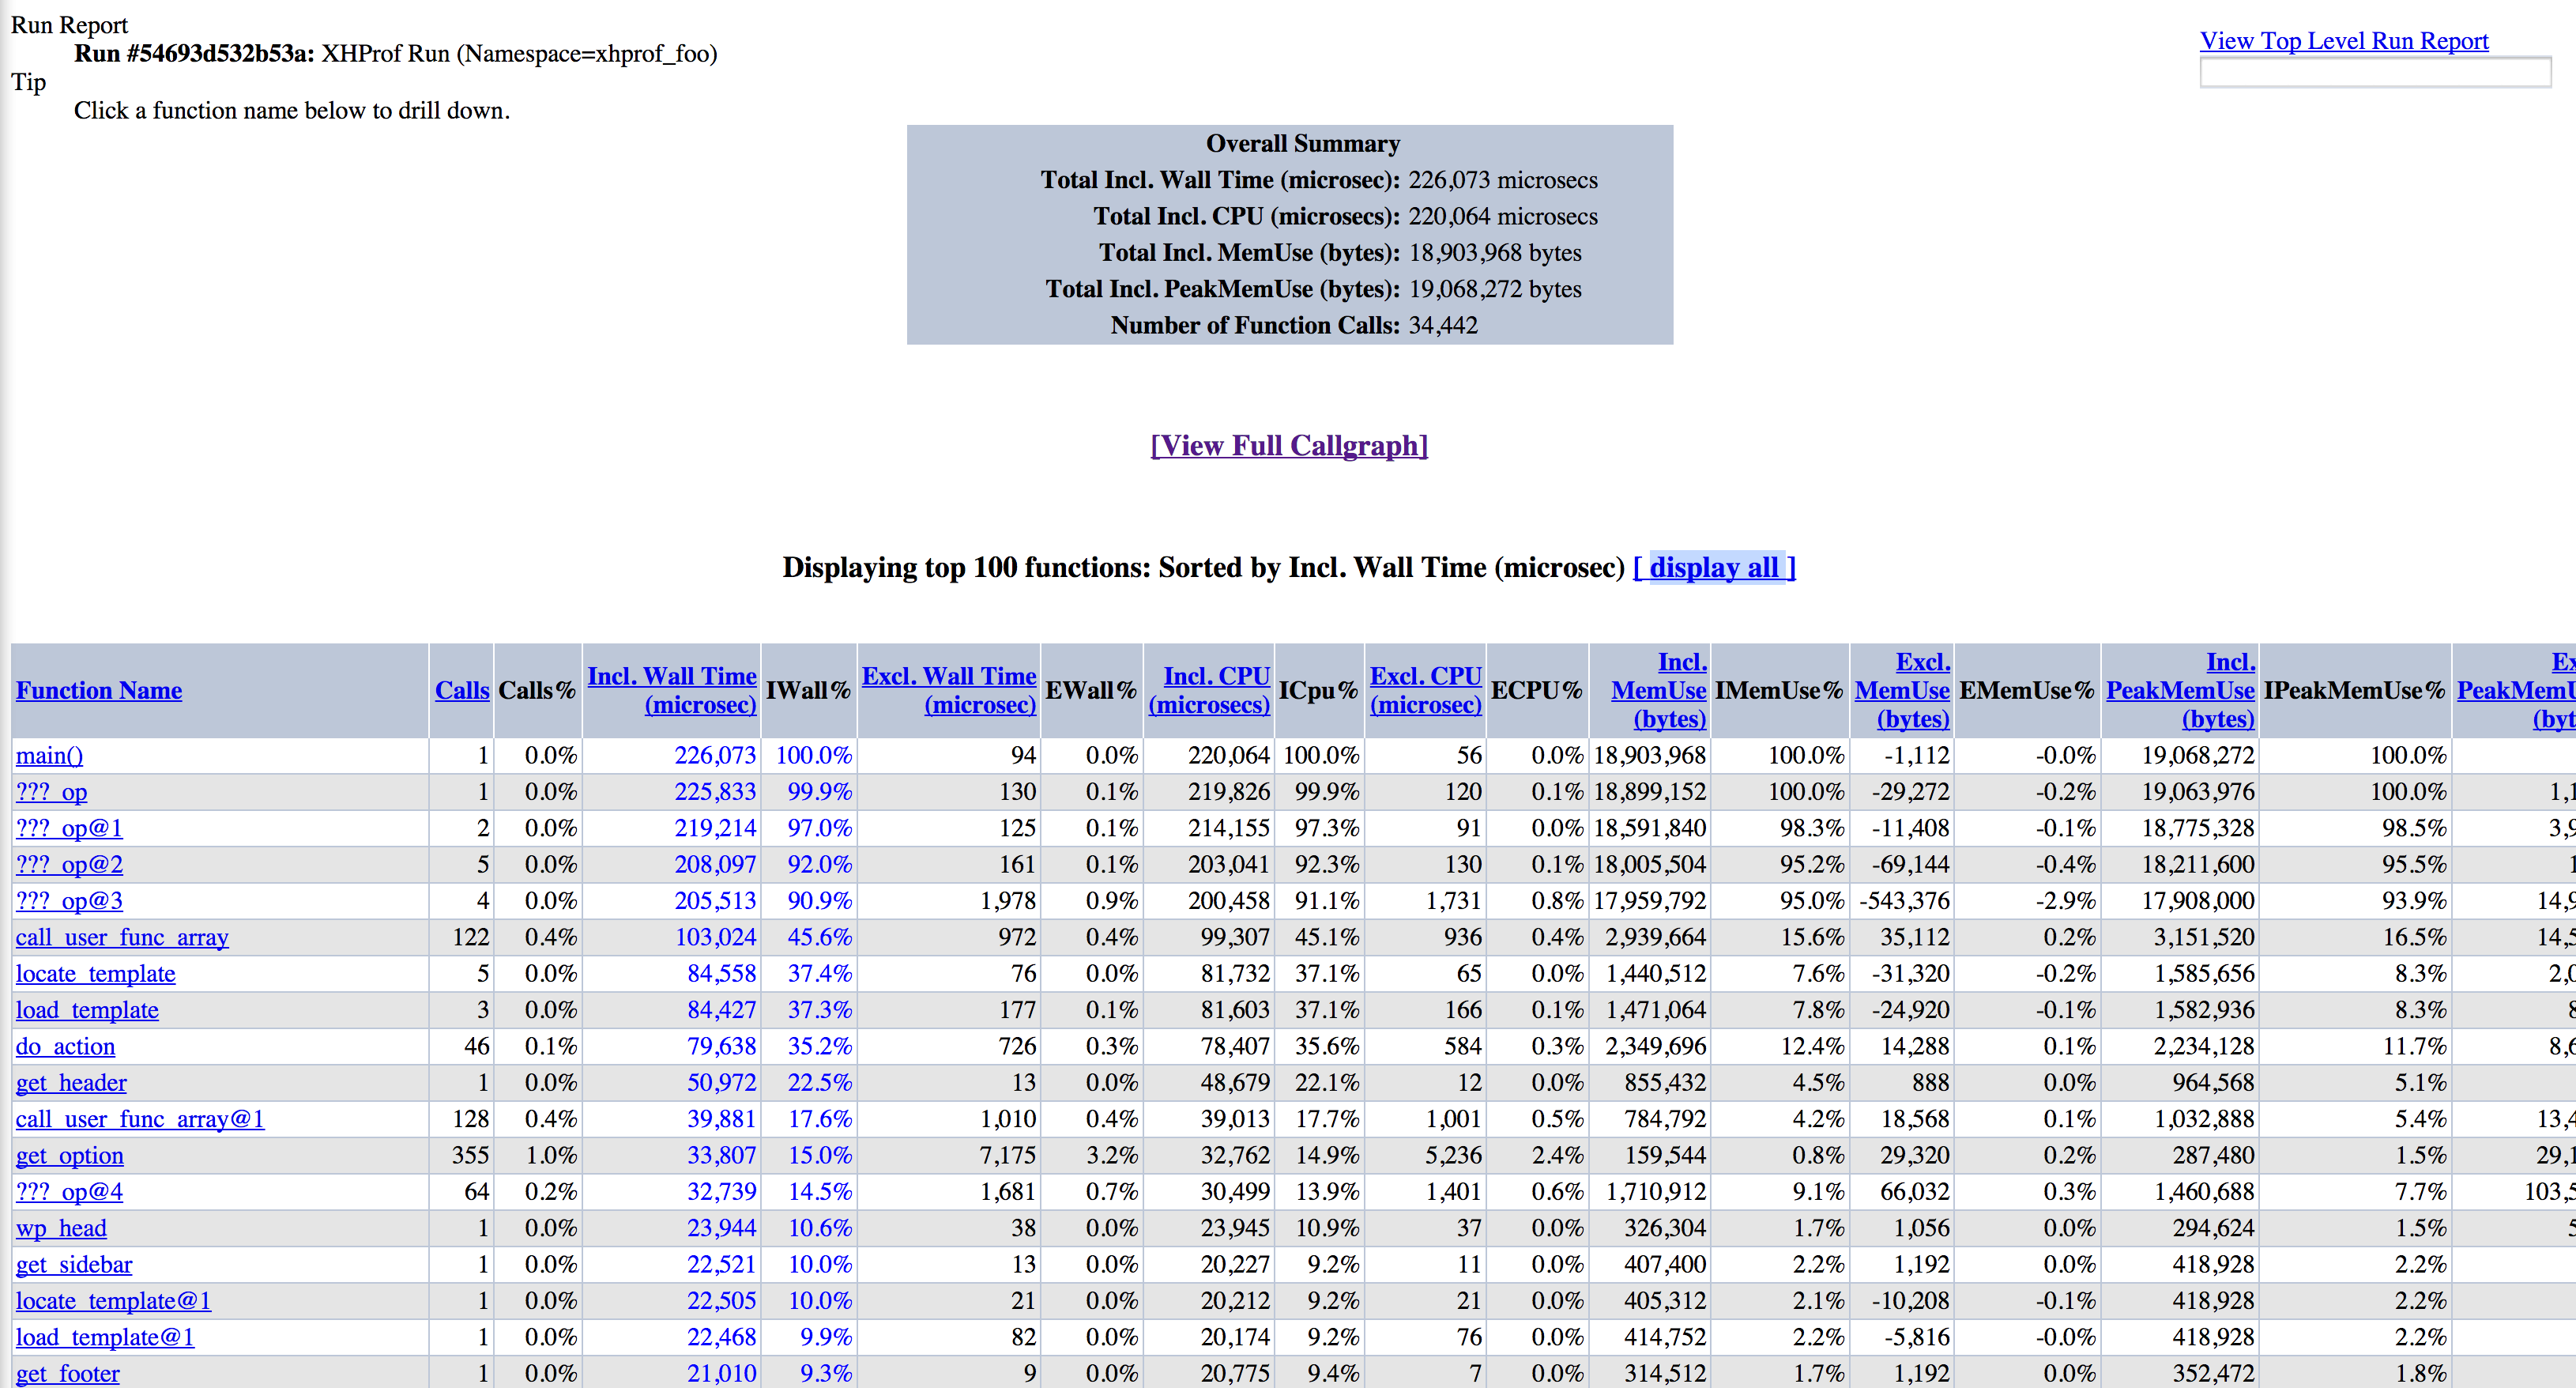 Run Report
Run #54693d532b53a: XHProf Run (Namespace=xhprof_foo)
Tip
Click a function name below to drill down.
View Top Level Run Report
Overall Summary
Total Incl. Wall Time (microsec): 226,073 microsecs
Total Incl. CPU (microsecs): 220,064 microsecs
Total Incl. MemUse (bytes): 18,903,968 bytes
Total Incl. PeakMemUse (bytes): 19,068,272 bytes
Number of Function Calls: 34,442
[View Full Callgraph]
Displaying top 100 functions: Sorted by Incl. Wall Time (microsec) [ display all ]
Function Name Calls Calls% Incl. Wall Time (microsec) IWall% Excl. Wall Time (microsec) EWall% Incl. CPU (microsecs) ICpu% Excl. CPU (microsec) ECPU% Incl. MemUse (bytes) IMemUse% Excl. MemUse (bytes) EMemUse% Incl. PeakMemUse (bytes) IPeakMemUse%
main() 1 0.0% 226,073 100.0% 94 0.0% 220,064 100.0% 56 0.0% 18,903,968 100.0% -1,112 -0.0% 19,068,272 100.0%
???_op 1 0.0% 225,833 99.9% 130 0.1% 219,826 99.9% 120 0.1% 18,899,152 100.0% -29,272 -0.2% 19,063,976 100.0%
???_op@1 2 0.0% 219,214 97.0% 125 0.1% 214,155 97.3% 91 0.0% 18,591,840 98.3% -11,408 -0.1% 18,775,328 98.5%
???_op@2 5 0.0% 208,097 92.0% 161 0.1% 203,041 92.3% 130 0.1% 18,005,504 95.2% -69,144 -0.4% 18,211,600 95.5%
???_op@3 4 0.0% 205,513 90.9% 1,978 0.9% 200,458 91.1% 1,731 0.8% 17,959,792 95.0% -543,376 -2.9% 17,908,000 93.9%
call_user_func_array 122 0.4% 103,024 45.6% 972 0.4% 99,307 45.1% 936 0.4% 2,939,664 15.6% 35,112 0.2% 3,151,520 16.5%
locate_template 5 0.0% 84,558 37.4% 76 0.0% 81,732 37.1% 65 0.0% 1,440,512 7.6% -31,320 -0.2% 1,585,656 8.3%
load_template 3 0.0% 84,427 37.3% 177 0.1% 81,603 37.1% 166 0.1% 1,471,064 7.8% -24,920 -0.1% 1,582,936 8.3%
do_action 46 0.1% 79,638 35.2% 726 0.3% 78,407 35.6% 584 0.3% 2,349,696 12.4% 14,288 0.1% 2,234,128 11.7%
get_header 1 0.0% 50,972 22.5% 13 0.0% 48,679 22.1% 12 0.0% 855,432 4.5% 888 0.0% 964,568 5.1%
call_user_func_array@1 128 0.4% 39,881 17.6% 1,010 0.4% 39,013 17.7% 1,001 0.5% 784,792 4.2% 18,568 0.1% 1,032,888 5.4%
get_option 355 1.0% 33,807 15.0% 7,175 3.2% 32,762 14.9% 5,236 2.4% 159,544 0.8% 29,320 0.2% 287,480 1.5%
???_op@4 64 0.2% 32,739 14.5% 1,681 0.7% 30,499 13.9% 1,401 0.6% 1,710,912 9.1% 66,032 0.3% 1,460,688 7.7%
wp_head 1 0.0% 23,944 10.6% 38 0.0% 23,945 10.9% 37 0.0% 326,304 1.7% 1,056 0.0% 294,624 1.5%
get_sidebar 1 0.0% 22,521 10.0% 13 0.0% 20,227 9.2% 11 0.0% 407,400 2.2% 1,192 0.0% 418,928 2.2%
locate_template@1 1 0.0% 22,505 10.0% 21 0.0% 20,212 9.2% 21 0.0% 405,312 2.1% -10,208 -0.1% 418,928 2.2%
load_template@1 1 0.0% 22,468 9.9% 82 0.0% 20,174 9.2% 76 0.0% 414,752 2.2% -5,816 -0.0% 418,928 2.2%
get_footer 1 0.0% 21,010 9.3% 9 0.0% 20,775 9.4% 7 0.0% 314,512 1.7% 1,192 0.0% 352,472 1.8%